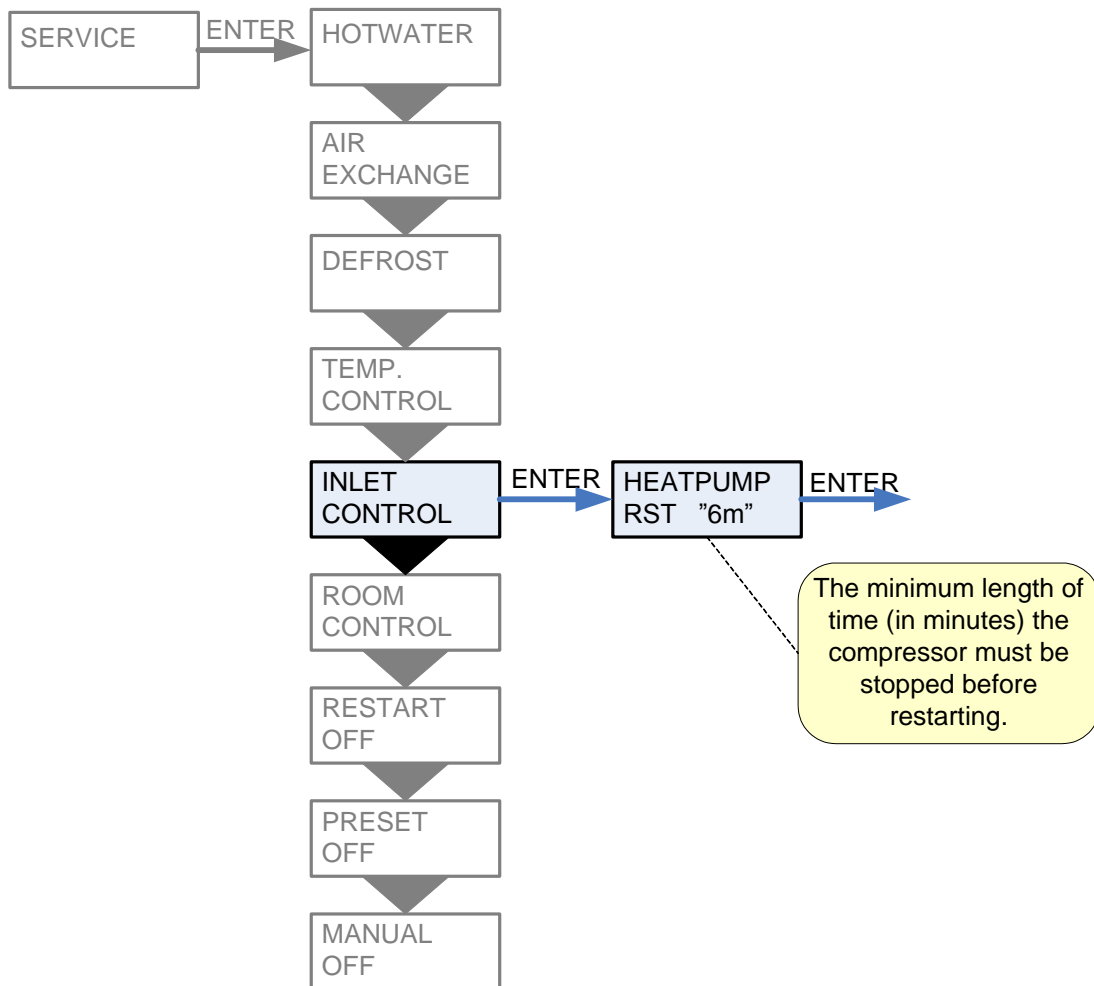 SERVICE
ENTER
HOTWATER
AIR
EXCHANGE
DEFROST
TEMP.
CONTROL
INLET
CONTROL
ENTER
HEATPUMP
RST ”6m”
ENTER
The minimum length of
time (in minutes) the
compressor must be
stopped before
restarting.
ROOM
CONTROL
RESTART
OFF
PRESET
OFF
MANUAL
OFF